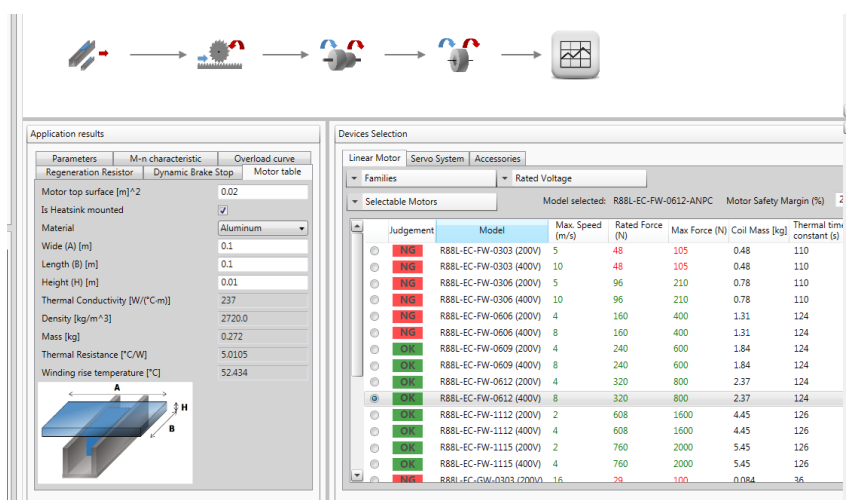 Application results
Parameters M-n characteristic Overload curve
Regeneration Resistor Dynamic Brake Stop Motor table
Motor top surface [m]^2 0.02
Is Heatsink mounted
Material Aluminum
Wide (A) [m] 0.1
Length (B) [m] 0.1
Height (H) [m] 0.01
Thermal Conductivity [W/(°C·m)] 237
Density [kg/m^3] 2720.0
Mass [kg] 0.272
Thermal Resistance [°C/W] 5.0105
Winding rise temperature [°C] 52.434
A
H
B
Devices Selection
Linear Motor Servo System Accessories
Families Rated Voltage
Selectable Motors Model selected: R88L-EC-FW-0612-ANPC Motor Safety Margin (%) 2
Judgement Model Max. Speed (m/s) Rated Force (N) Max Force (N) Coil Mass [kg] Thermal time constant (s)
NG R88L-EC-FW-0303 (200V) 5 48 105 0.48 110
NG R88L-EC-FW-0303 (400V) 10 48 105 0.48 110
NG R88L-EC-FW-0306 (200V) 5 96 210 0.78 110
NG R88L-EC-FW-0306 (400V) 10 96 210 0.78 110
NG R88L-EC-FW-0606 (200V) 4 160 400 1.31 124
NG R88L-EC-FW-0606 (400V) 8 160 400 1.31 124
OK R88L-EC-FW-0609 (200V) 4 240 600 1.84 124
OK R88L-EC-FW-0609 (400V) 8 240 600 1.84 124
OK R88L-EC-FW-0612 (200V) 4 320 800 2.37 124
OK R88L-EC-FW-0612 (400V) 8 320 800 2.37 124
OK R88L-EC-FW-1112 (200V) 2 608 1600 4.45 126
OK R88L-EC-FW-1112 (400V) 4 608 1600 4.45 126
OK R88L-EC-FW-1115 (200V) 2 760 2000 5.45 126
OK R88L-EC-FW-1115 (400V) 4 760 2000 5.45 126
NG R88L-EC-GW-0303 (200V) 16 29 100 0.084 36